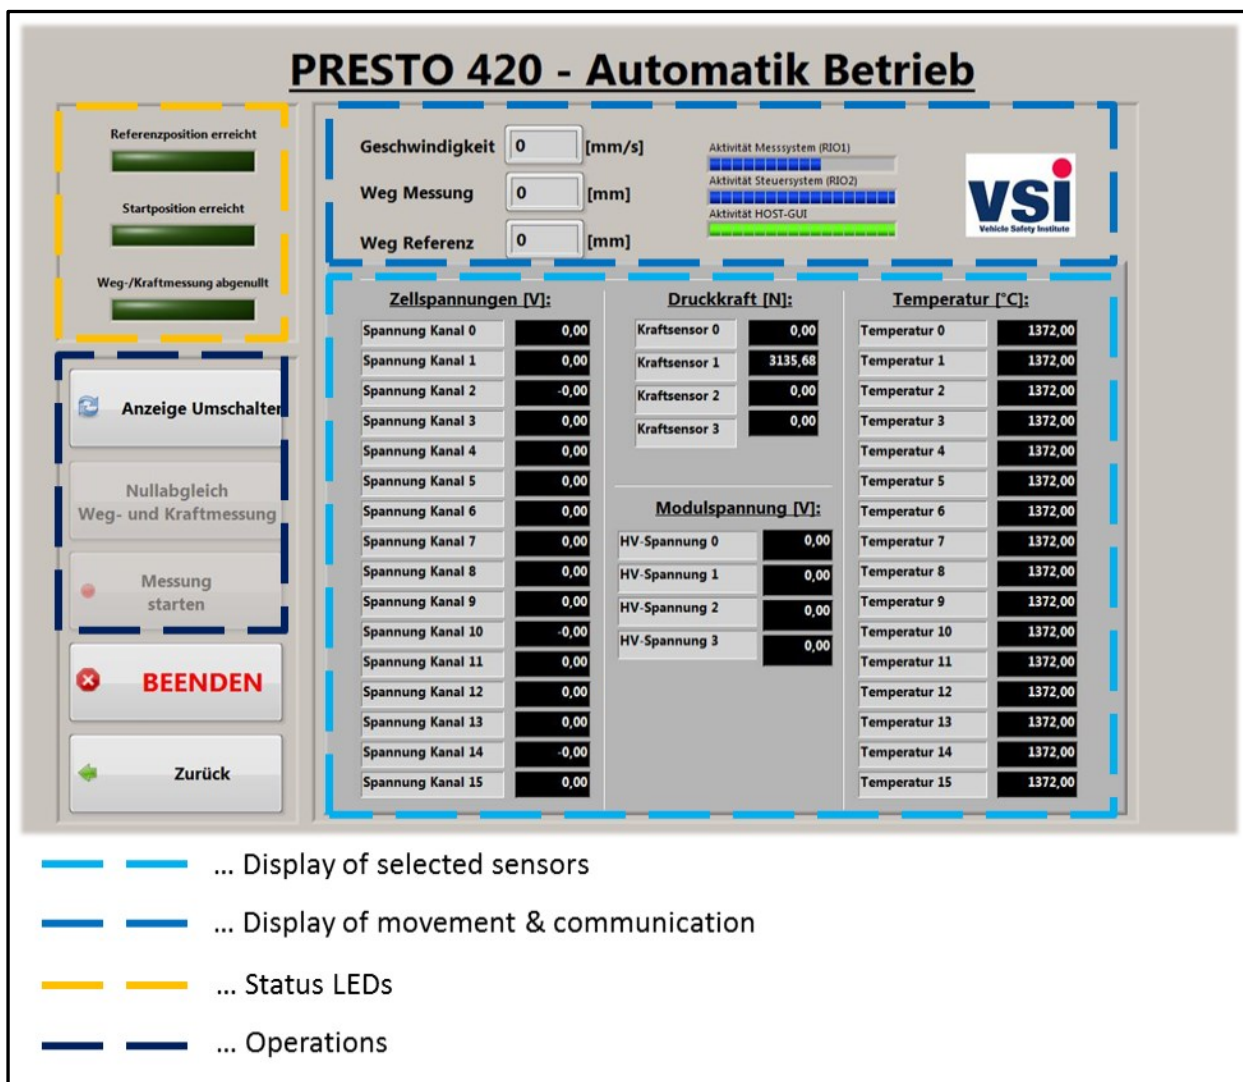 PRESTO 420 - Automatik Betrieb
Referenzposition erreicht
Startposition erreicht
Weg-/Kraftmessung abgenullt
Geschwindigkeit 0 [mm/s]
Weg Messung 0 [mm]
Weg Referenz 0 [mm]
Aktivität Messsystem (RIO1)
Aktivität Steuersystem (RIO2)
Aktivität HOST-GUI
vsi
Vehicle Safety Institute
Anzeige Umschalten
Nullabgleich
Weg- und Kraftmessung
Messung
starten
BEENDEN
Zurück
Zellspannungen [V]:
Spannung Kanal 0 0,00
Spannung Kanal 1 0,00
Spannung Kanal 2 -0,00
Spannung Kanal 3 0,00
Spannung Kanal 4 0,00
Spannung Kanal 5 0,00
Spannung Kanal 6 0,00
Spannung Kanal 7 0,00
Spannung Kanal 8 0,00
Spannung Kanal 9 0,00
Spannung Kanal 10 -0,00
Spannung Kanal 11 0,00
Spannung Kanal 12 0,00
Spannung Kanal 13 0,00
Spannung Kanal 14 -0,00
Spannung Kanal 15 0,00
Druckkraft [N]:
Kraftsensor 0 0,00
Kraftsensor 1 3135,68
Kraftsensor 2 0,00
Kraftsensor 3 0,00
Modulspannung [V]:
HV-Spannung 0 0,00
HV-Spannung 1 0,00
HV-Spannung 2 0,00
HV-Spannung 3 0,00
Temperatur [°C]:
Temperatur 0 1372,00
Temperatur 1 1372,00
Temperatur 2 1372,00
Temperatur 3 1372,00
Temperatur 4 1372,00
Temperatur 5 1372,00
Temperatur 6 1372,00
Temperatur 7 1372,00
Temperatur 8 1372,00
Temperatur 9 1372,00
Temperatur 10 1372,00
Temperatur 11 1372,00
Temperatur 12 1372,00
Temperatur 13 1372,00
Temperatur 14 1372,00
Temperatur 15 1372,00
... Display of selected sensors
... Display of movement & communication
... Status LEDs
... Operations